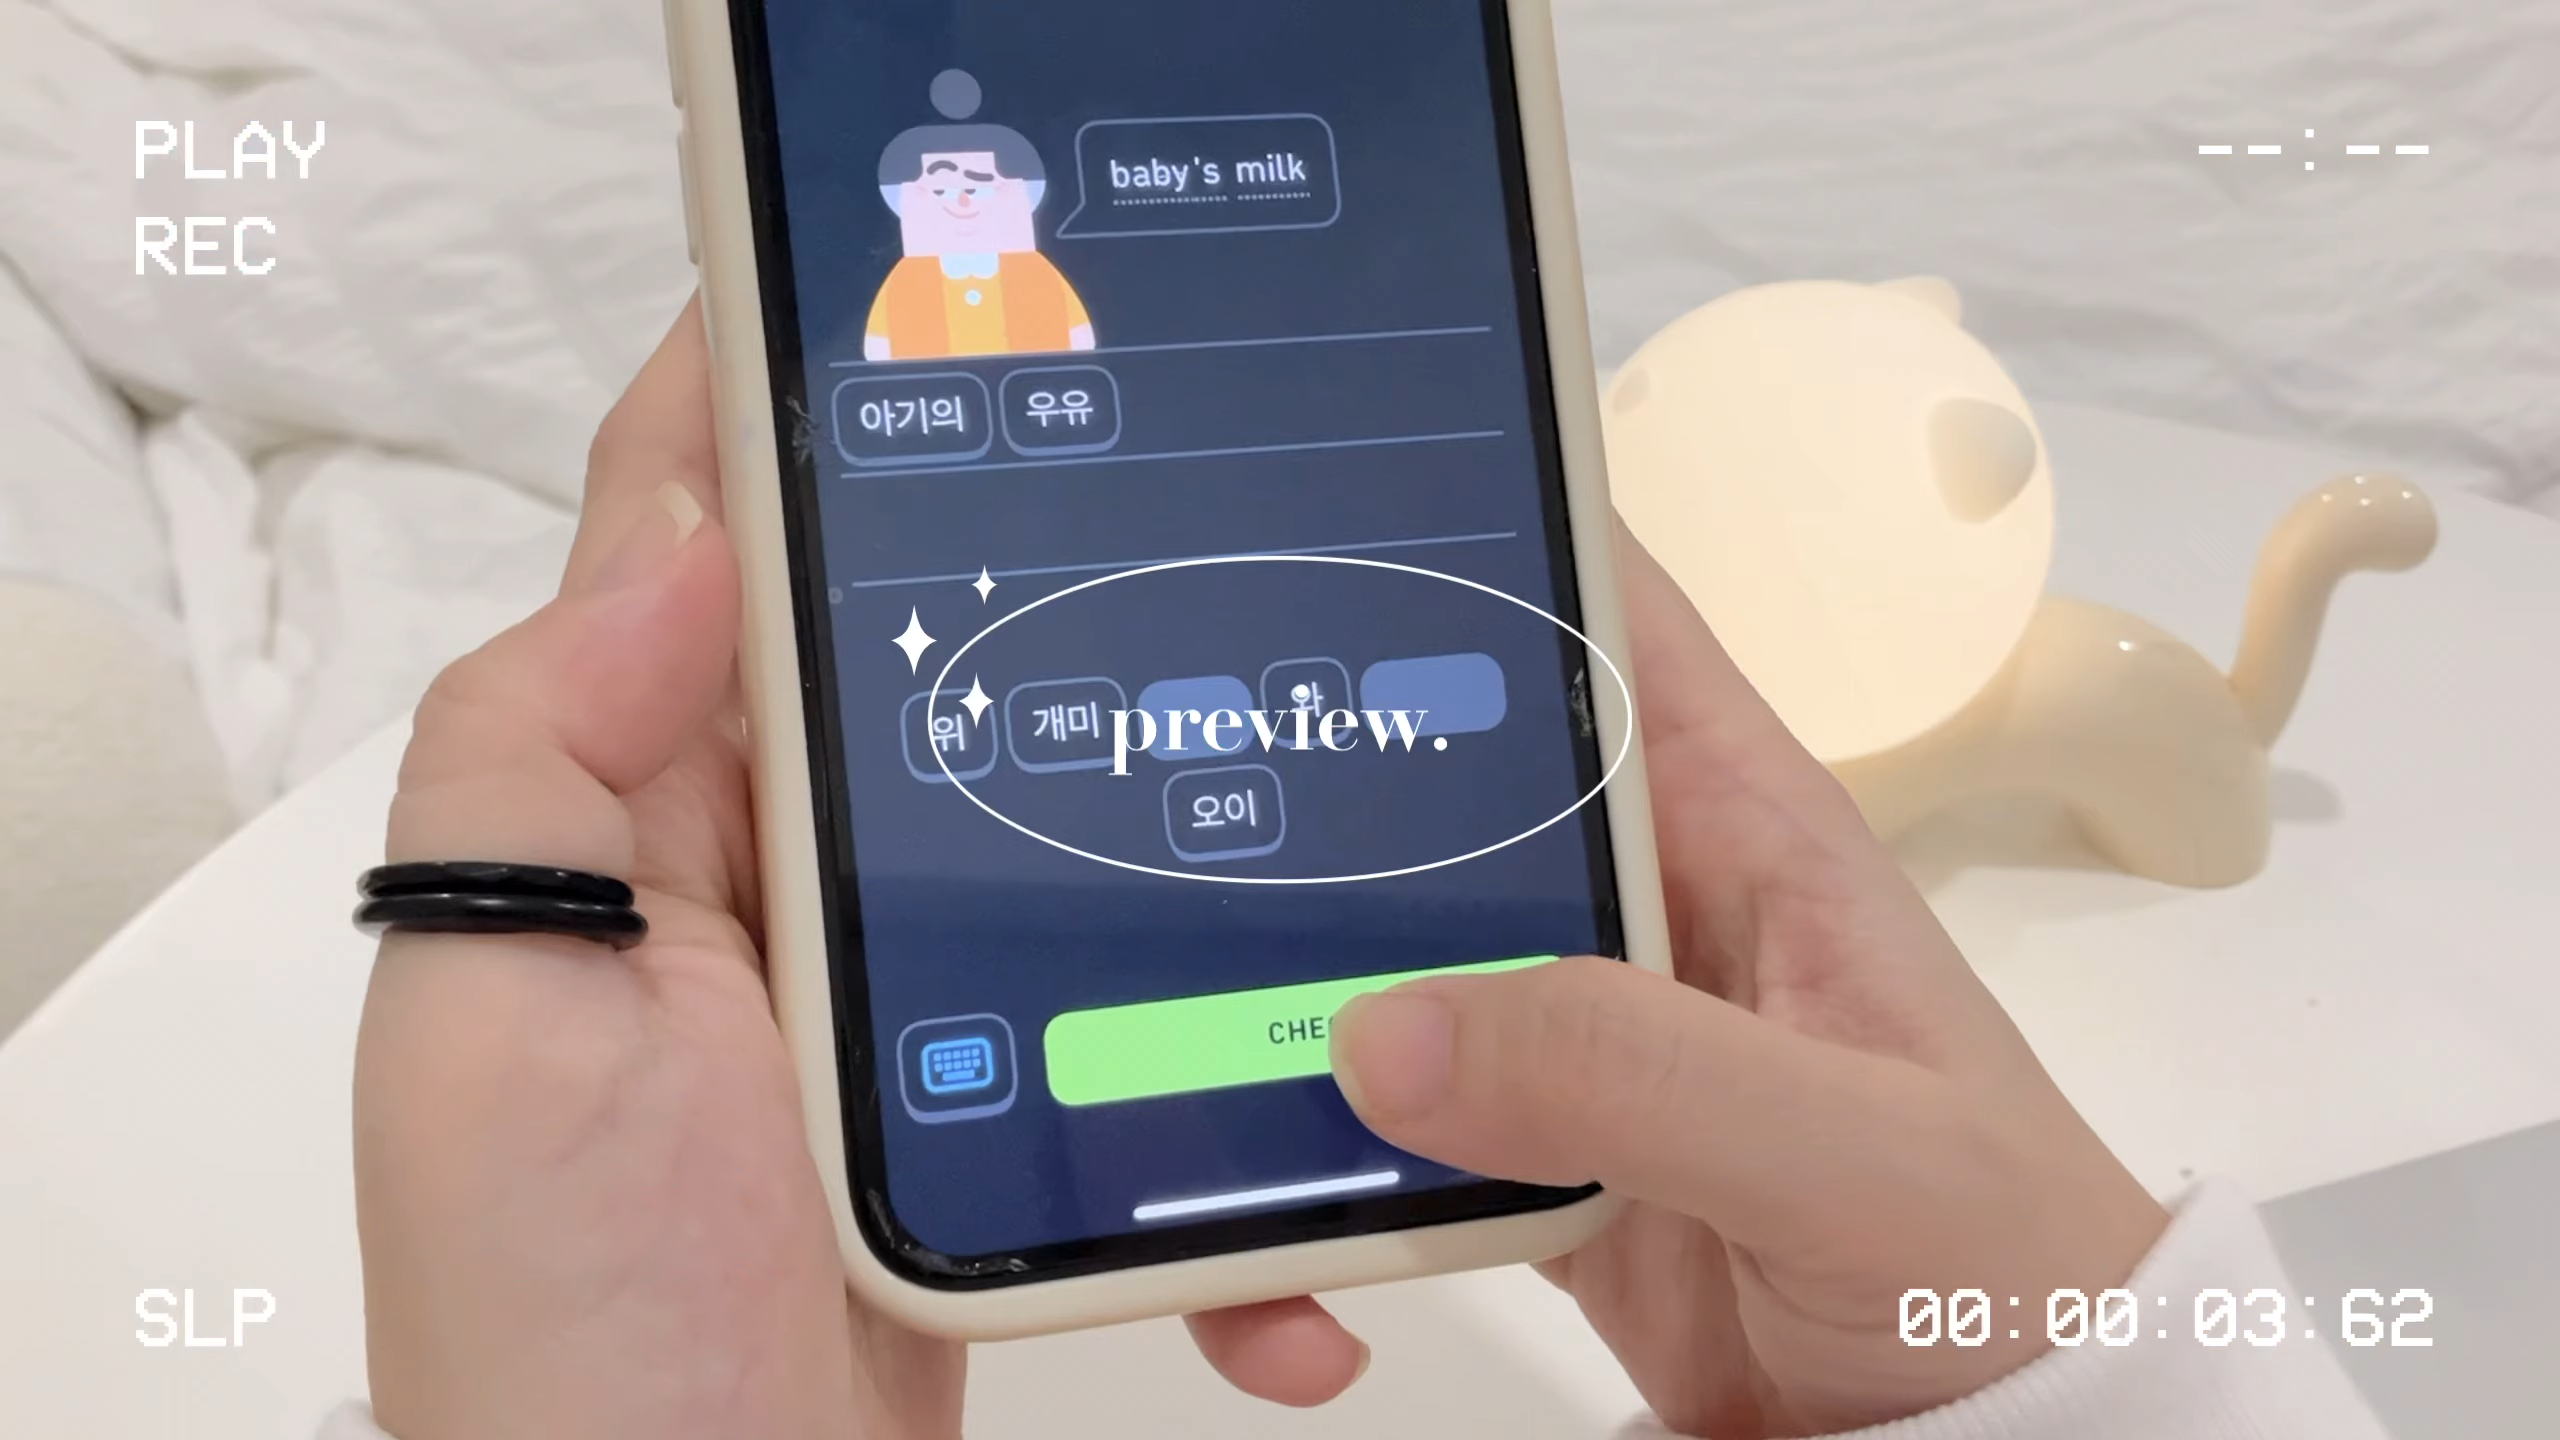 PLAY
--:--
REC
baby's milk
아기의 우유
위 개미 와
preview.
오이
SLP
00:00:03:62